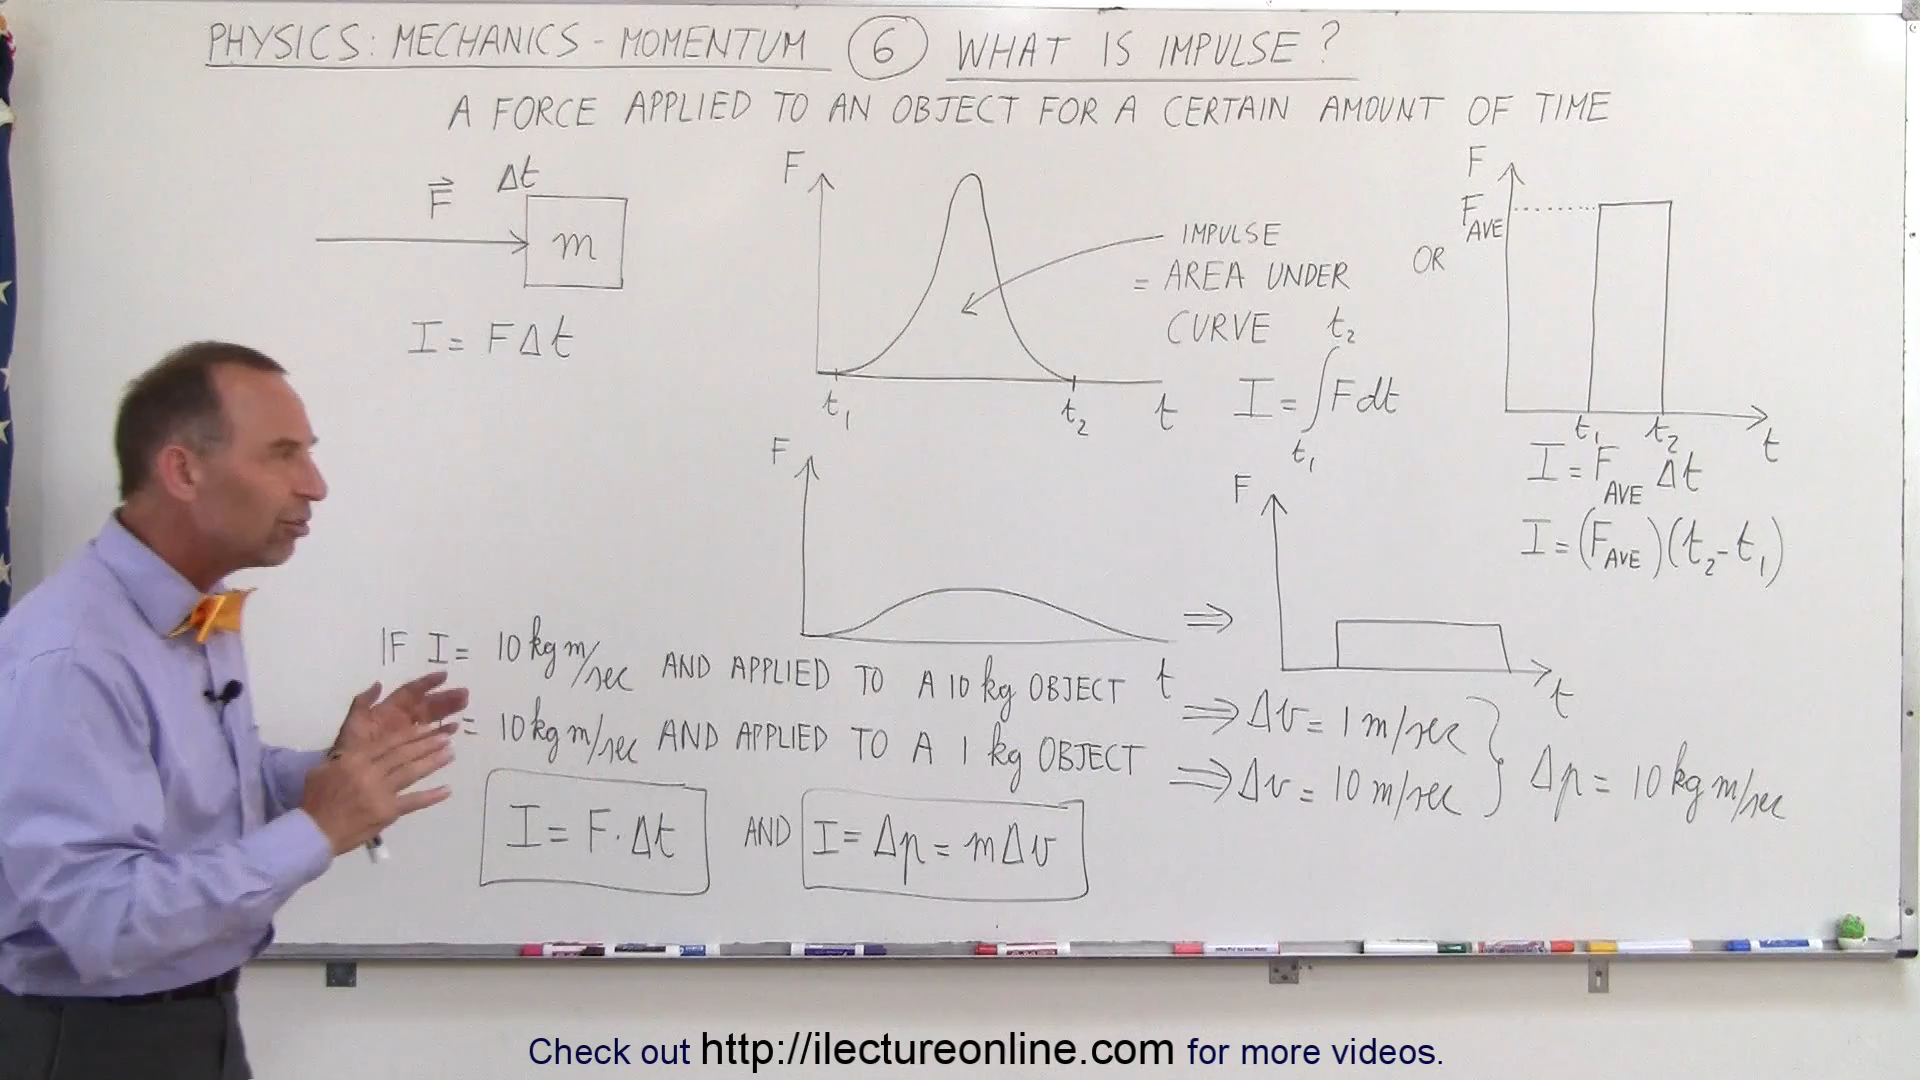 PHYSICS: MECHANICS - MOMENTUM 6 WHAT IS IMPULSE?
A FORCE APPLIED TO AN OBJECT FOR A CERTAIN AMOUNT OF TIME
F⃗ Δt
m
I = FΔt
F
t₁ t₂ t
IMPULSE
= AREA UNDER
CURVE
I = ∫ₜ₁ᵗ² F dt
OR
F
F_AVE
t₁ t₂ t
I = F_AVE Δt
I = (F_AVE)(t₂ - t₁)
F
t
⇒
F
t
IF I = 10 kg m/sec AND APPLIED TO A 10 kg OBJECT ⇒ Δv = 1 m/sec
= 10 kg m/sec AND APPLIED TO A 1 kg OBJECT ⇒ Δv = 10 m/sec
} Δp = 10 kg m/sec
I = F·Δt AND I = Δp = mΔv
Check out http://ilectureonline.com for more videos.